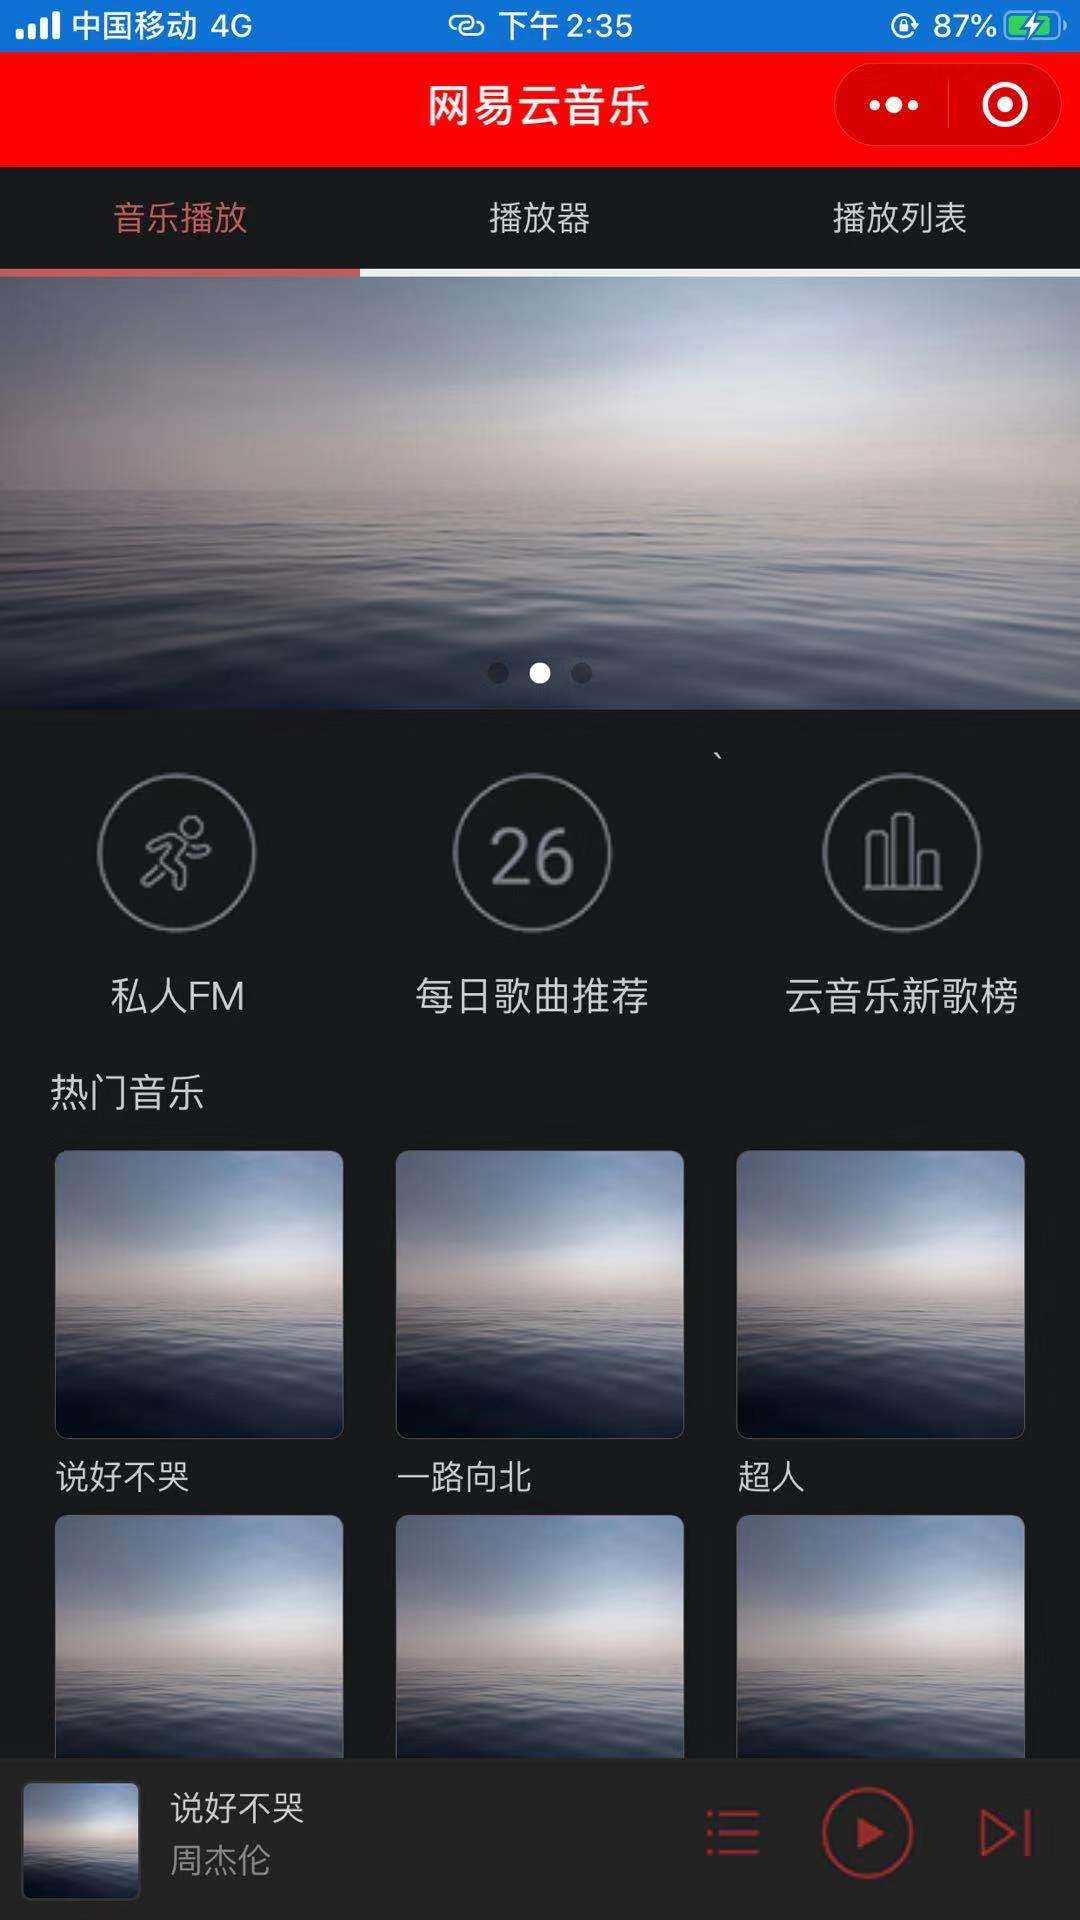 中国移动 4G 下午 2:35 87%
网易云音乐
音乐播放 播放器 播放列表
`
26
私人FM 每日歌曲推荐 云音乐新歌榜
热门音乐
说好不哭 一路向北 超人
说好不哭
周杰伦